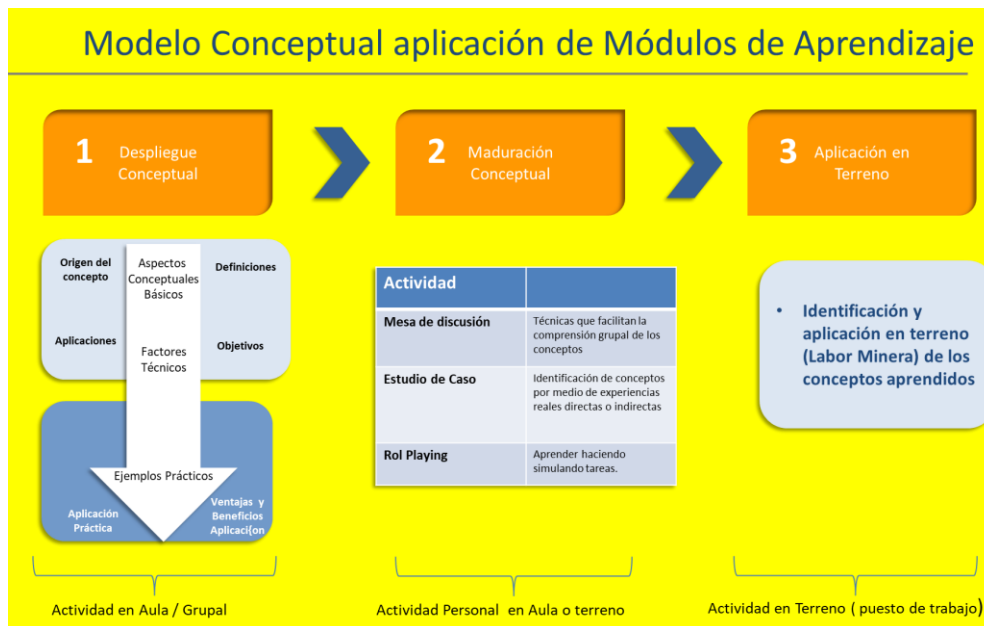 Modelo Conceptual aplicación de Módulos de Aprendizaje
1 Despliegue
Conceptual
2 Maduración
Conceptual
3 Aplicación en
Terreno
Origen del
concepto
Aspectos
Conceptuales
Básicos
Definiciones
Aplicaciones
Factores
Técnicos
Objetivos
Ejemplos Prácticos
Aplicación
Práctica
Ventajas y
Beneficios
Aplicaci{on
Actividad
Mesa de discusión
Técnicas que facilitan la
comprensión grupal de los
conceptos
Estudio de Caso
Identificación de conceptos
por medio de experiencias
reales directas o indirectas
Rol Playing
Aprender haciendo
simulando tareas.
• Identificación y
aplicación en terreno
(Labor Minera) de los
conceptos aprendidos
Actividad en Aula / Grupal
Actividad Personal en Aula o terreno
Actividad en Terreno ( puesto de trabajo)